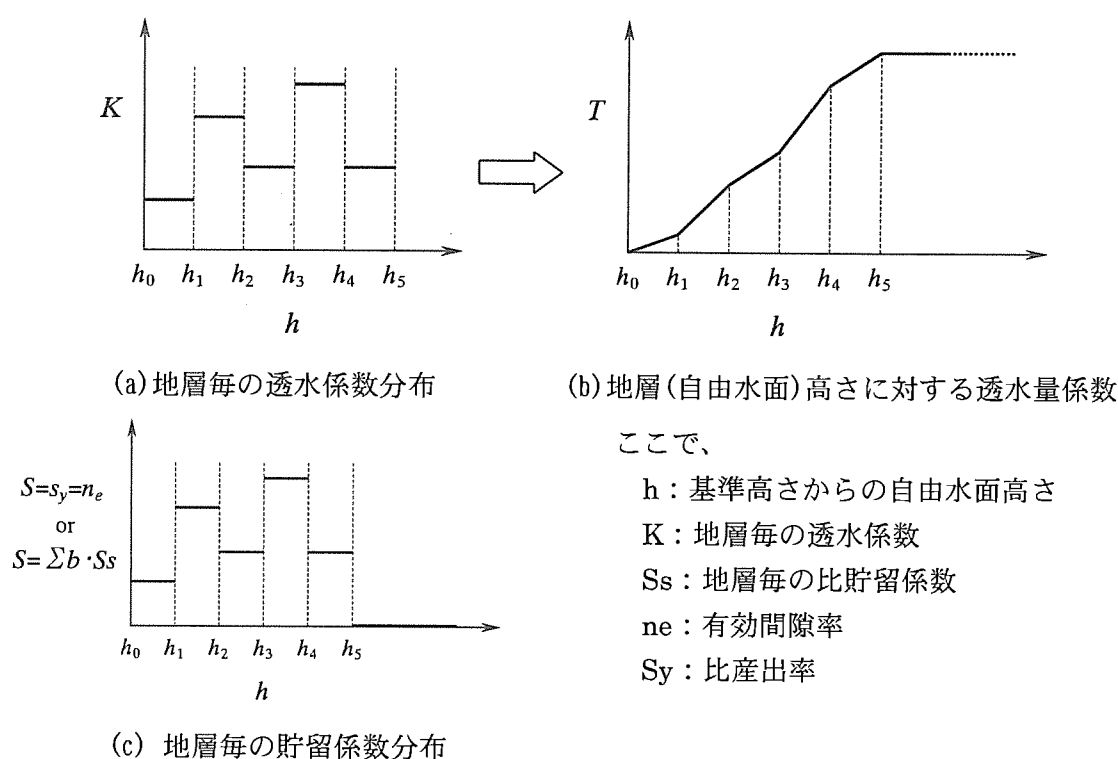 K
h0 h1 h2 h3 h4 h5
h
(a)地層毎の透水係数分布
T
h0 h1 h2 h3 h4 h5
h
(b)地層(自由水面)高さに対する透水量係数
ここで、
h：基準高さからの自由水面高さ
K：地層毎の透水係数
Ss：地層毎の比貯留係数
ne：有効間隙率
Sy：比産出率
S=sy=ne
or
S=Σb·Ss
h0 h1 h2 h3 h4 h5
h
(c) 地層毎の貯留係数分布